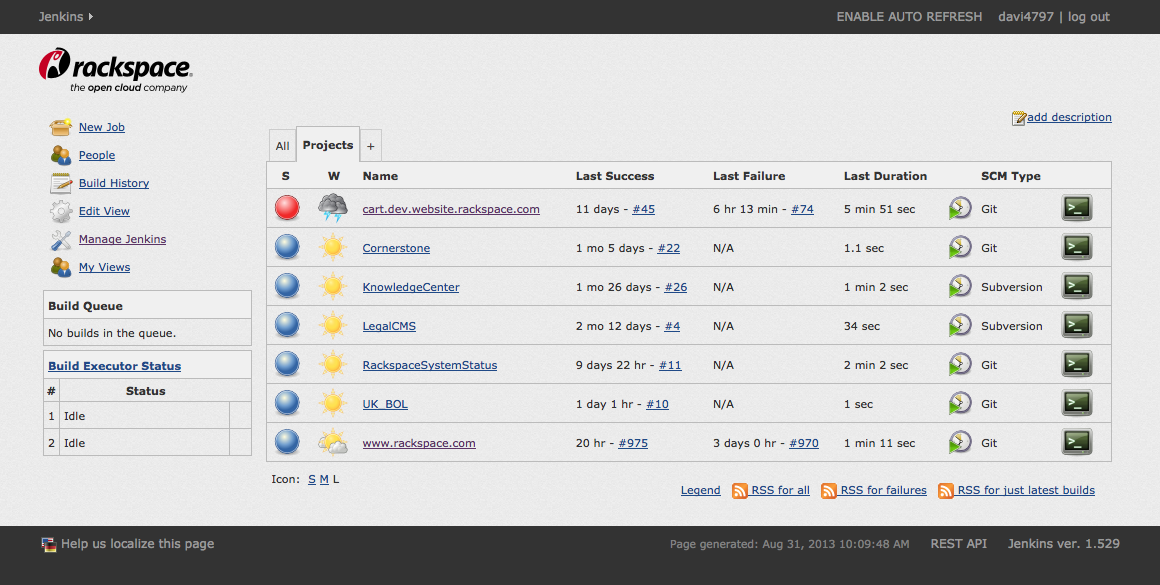 Jenkins
ENABLE AUTO REFRESH davi4797 | log out
rackspace®
the open cloud company
add description
New Job
People
Build History
Edit View
Manage Jenkins
My Views
Build Queue
No builds in the queue.
Build Executor Status
# Status
1 Idle
2 Idle
All Projects +
S W Name Last Success Last Failure Last Duration SCM Type
cart.dev.website.rackspace.com 11 days - #45 6 hr 13 min - #74 5 min 51 sec Git
Cornerstone 1 mo 5 days - #22 N/A 1.1 sec Git
KnowledgeCenter 1 mo 26 days - #26 N/A 1 min 2 sec Subversion
LegalCMS 2 mo 12 days - #4 N/A 34 sec Subversion
RackspaceSystemStatus 9 days 22 hr - #11 N/A 2 min 2 sec Git
UK_BOL 1 day 1 hr - #10 N/A 1 sec Git
www.rackspace.com 20 hr - #975 3 days 0 hr - #970 1 min 11 sec Git
Icon: S M L
Legend RSS for all RSS for failures RSS for just latest builds
Help us localize this page
Page generated: Aug 31, 2013 10:09:48 AM REST API Jenkins ver. 1.529